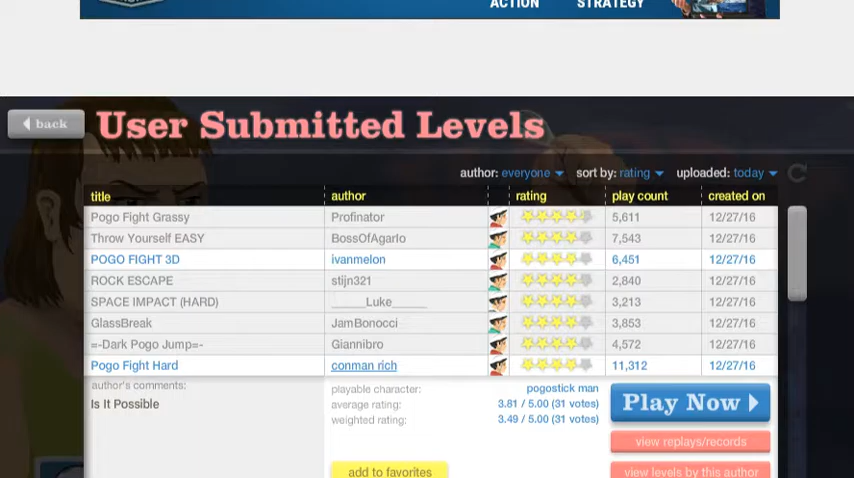 ACTION STRATEGY
back
User Submitted Levels
author: everyone sort by: rating uploaded: today
title author rating play count created on
Pogo Fight Grassy Profinator 5,611 12/27/16
Throw Yourself EASY BossOfAgarIo 7,543 12/27/16
POGO FIGHT 3D ivanmelon 6,451 12/27/16
ROCK ESCAPE stijn321 2,840 12/27/16
SPACE IMPACT (HARD) _____Luke_____ 3,213 12/27/16
GlassBreak JamBonocci 3,853 12/27/16
=-Dark Pogo Jump=- Giannibro 4,572 12/27/16
Pogo Fight Hard conman rich 11,312 12/27/16
author's comments:
Is It Possible
playable character: pogostick man
average rating: 3.81 / 5.00 (31 votes)
weighted rating: 3.49 / 5.00 (31 votes)
Play Now
view replays/records
add to favorites
view levels by this author